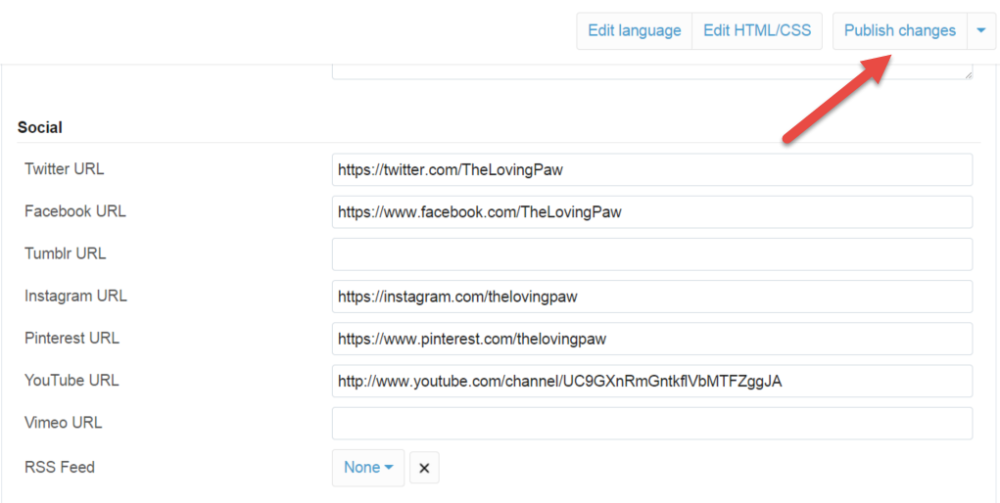 Edit language Edit HTML/CSS Publish changes
Social
Twitter URL https://twitter.com/TheLovingPaw
Facebook URL https://www.facebook.com/TheLovingPaw
Tumblr URL
Instagram URL https://instagram.com/thelovingpaw
Pinterest URL https://www.pinterest.com/thelovingpaw
YouTube URL http://www.youtube.com/channel/UC9GXnRmGntkflVbMTFZggJA
Vimeo URL
RSS Feed None ×